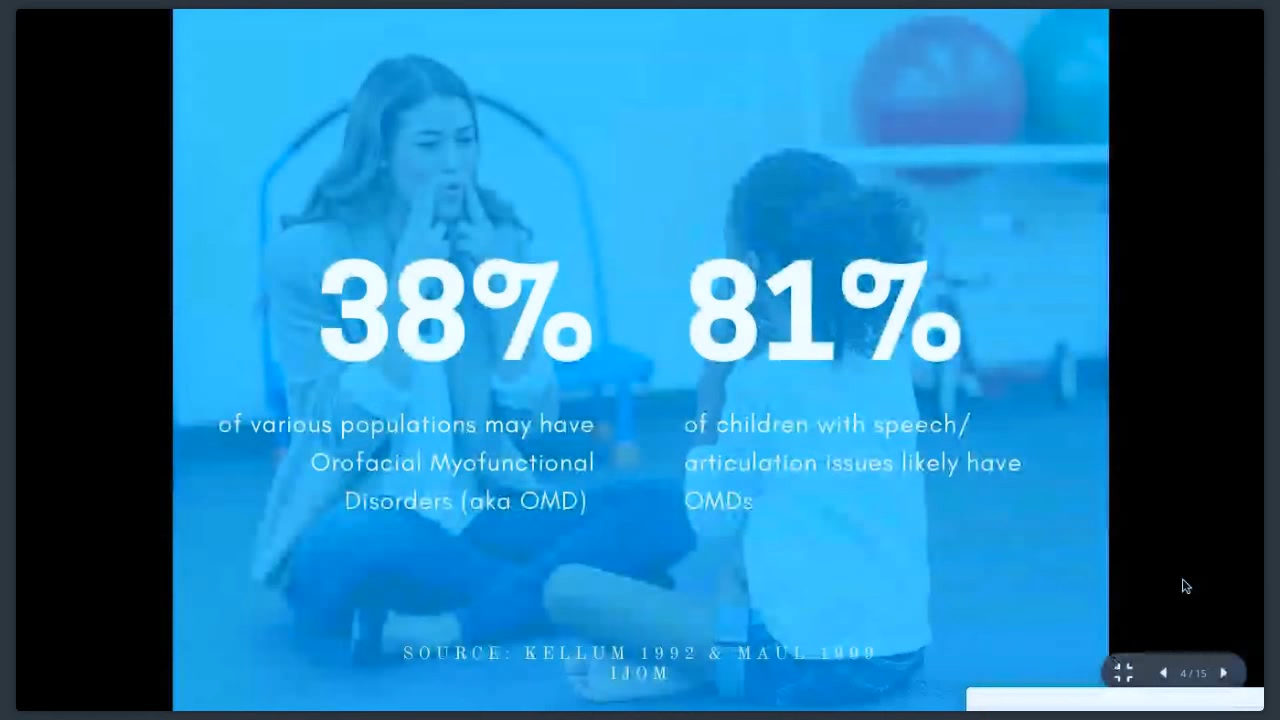 38%
of various populations may have
Orofacial Myofunctional
Disorders (aka OMD)
81%
of children with speech/
articulation issues likely have
OMDs
SOURCE: KELLUM 1992 & MAUL 1999
IJOM
4 / 15